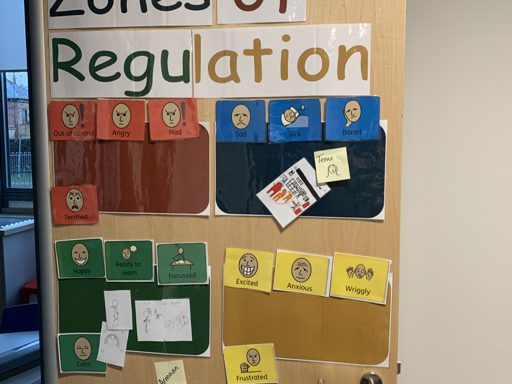 Zones of
Regulation
Out of control
Angry
Mad
Sad
Sick
Bored
Temi
Terrified
Happy
Ready to
learn
Focussed
Excited
Anxious
Wriggly
Calm
Frustrated